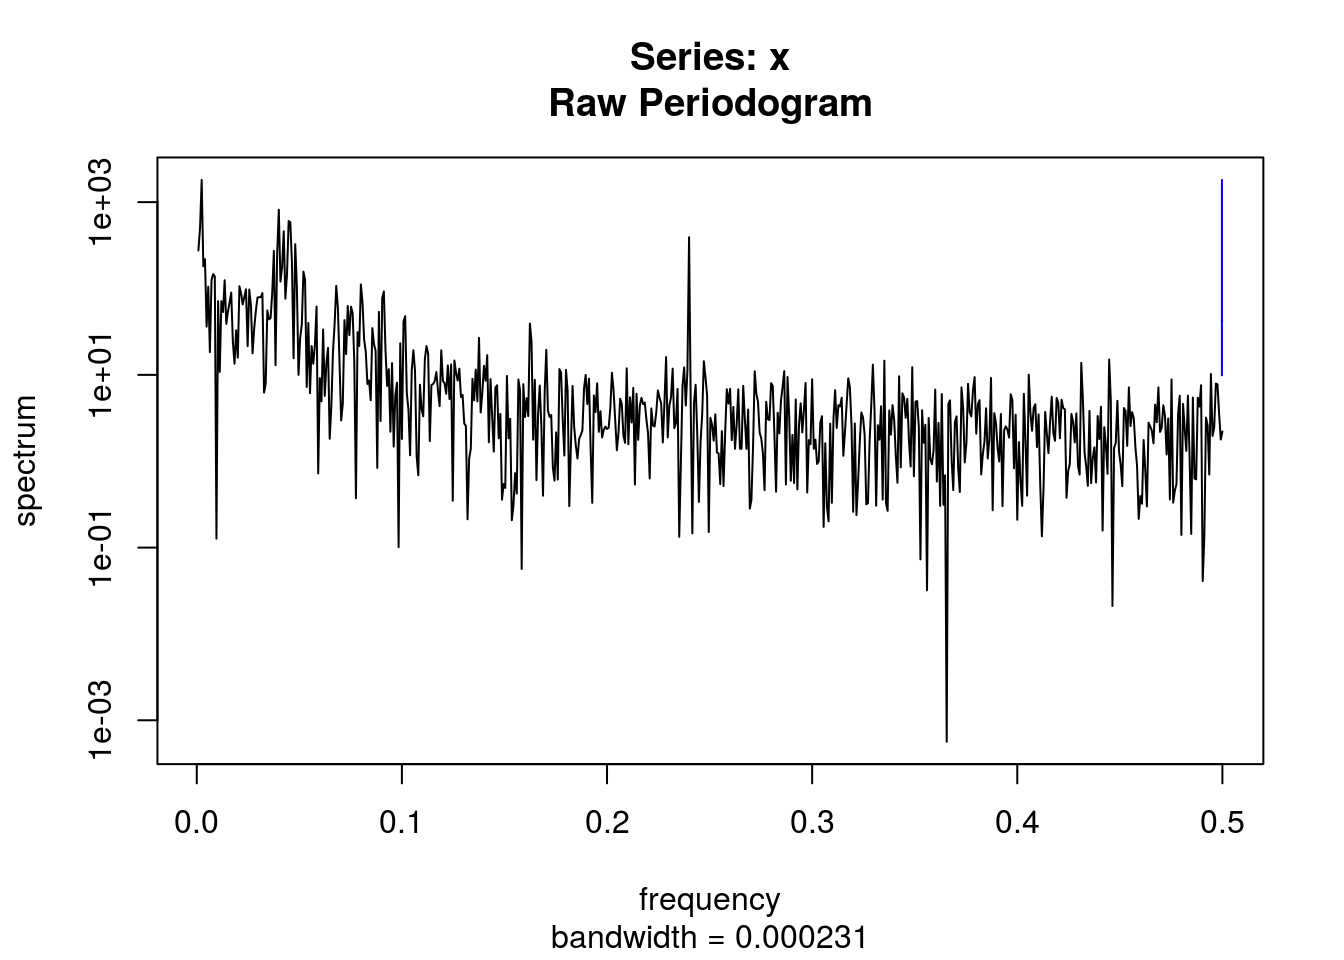 Series: x
Raw Periodogram
1e+03
1e+01
1e-01
1e-03
spectrum
0.0 0.1 0.2 0.3 0.4 0.5
frequency
bandwidth = 0.000231